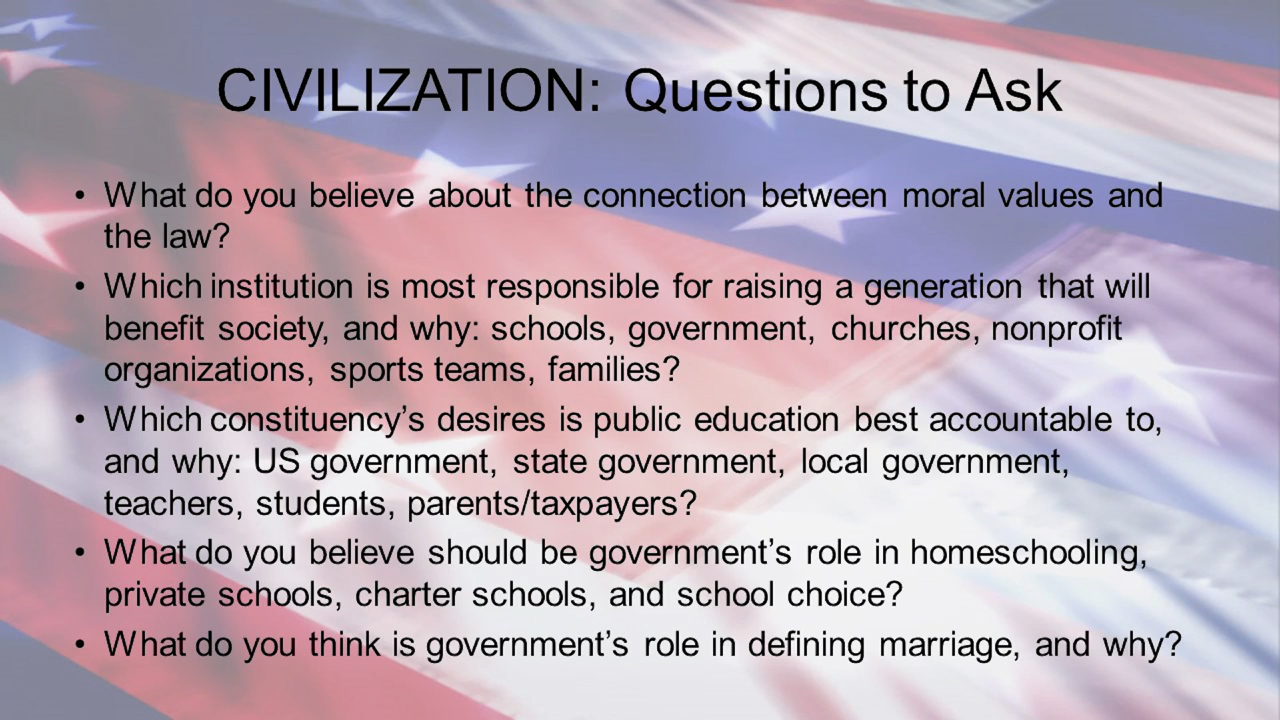 CIVILIZATION: Questions to Ask
• What do you believe about the connection between moral values and
the law?
• Which institution is most responsible for raising a generation that will
benefit society, and why: schools, government, churches, nonprofit
organizations, sports teams, families?
• Which constituency’s desires is public education best accountable to,
and why: US government, state government, local government,
teachers, students, parents/taxpayers?
• What do you believe should be government’s role in homeschooling,
private schools, charter schools, and school choice?
• What do you think is government’s role in defining marriage, and why?